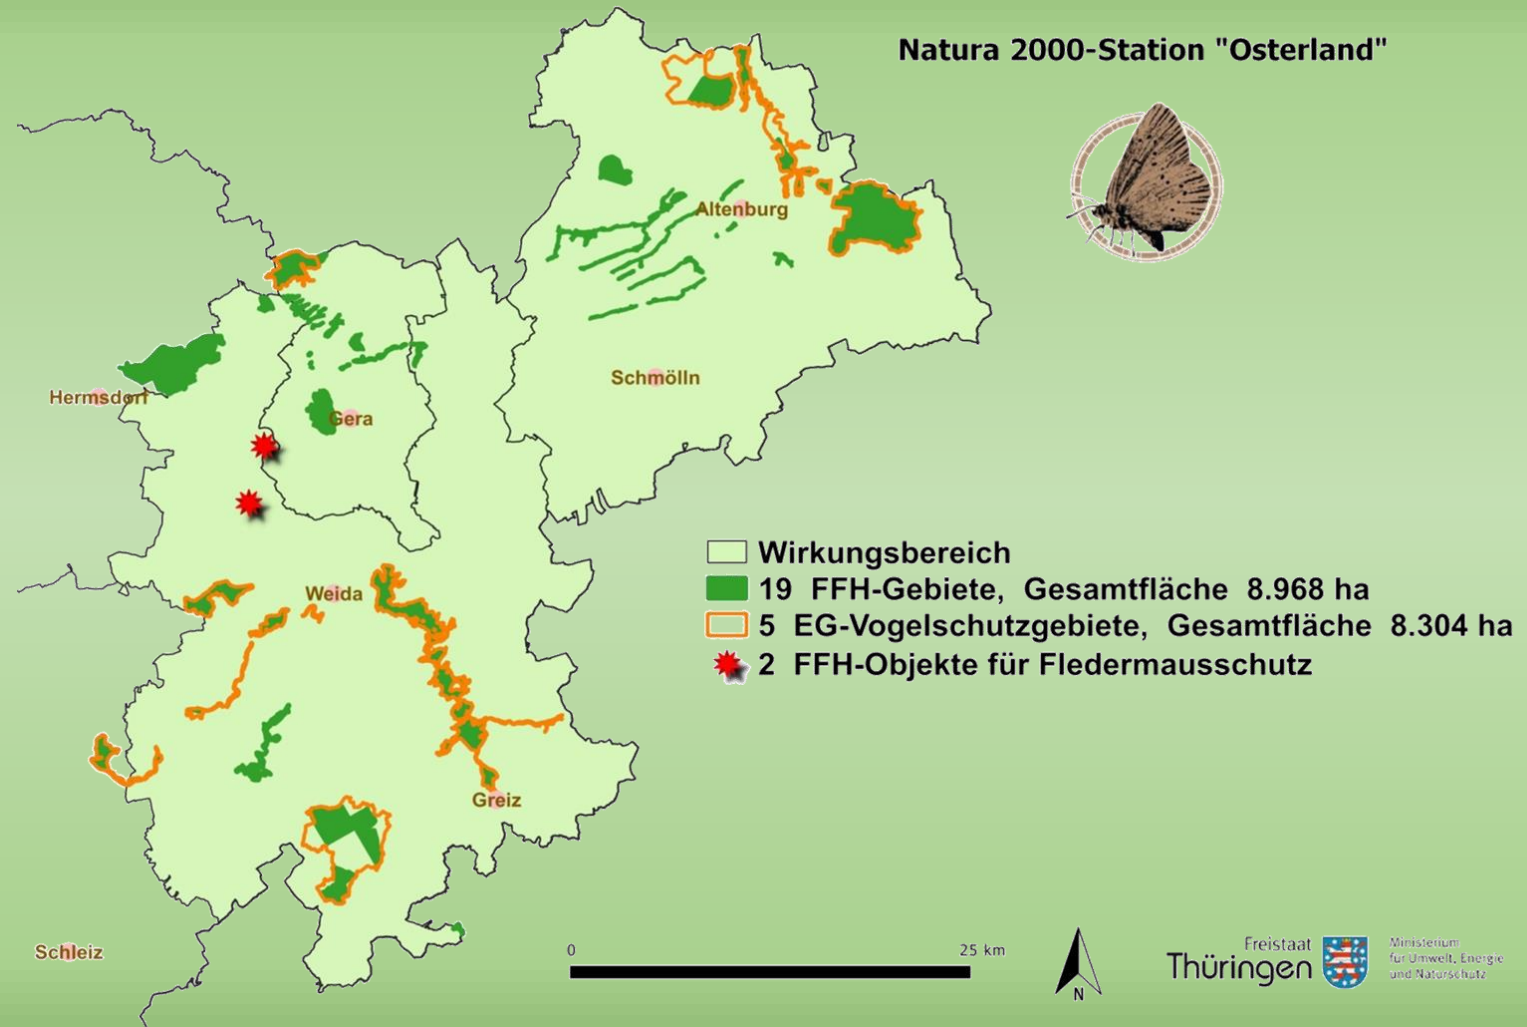 Natura 2000-Station "Osterland"
Altenburg
Schmölln
Hermsdorf
Gera
Wirkungsbereich
19 FFH-Gebiete, Gesamtfläche 8.968 ha
5 EG-Vogelschutzgebiete, Gesamtfläche 8.304 ha
2 FFH-Objekte für Fledermausschutz
Weida
Greiz
Schleiz
0
25 km
N
Freistaat
Thüringen
Ministerium
für Umwelt, Energie
und Naturschutz